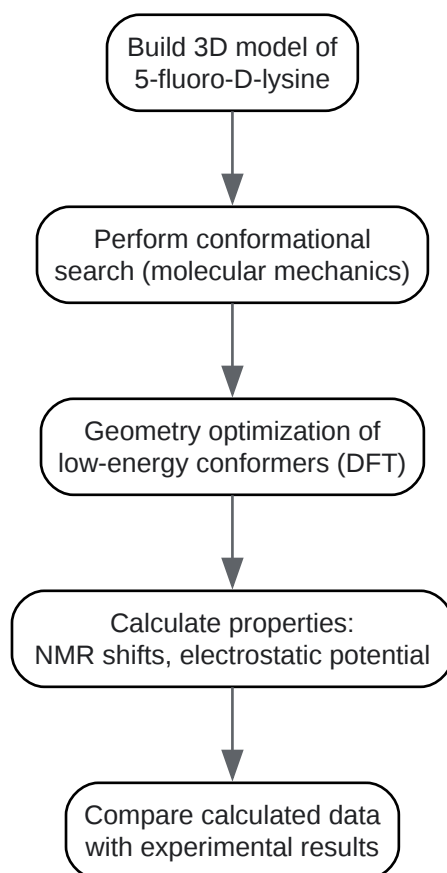 Build 3D model of
5-fluoro-D-lysine
Perform conformational
search (molecular mechanics)
Geometry optimization of
low-energy conformers (DFT)
Calculate properties:
NMR shifts, electrostatic potential
Compare calculated data
with experimental results